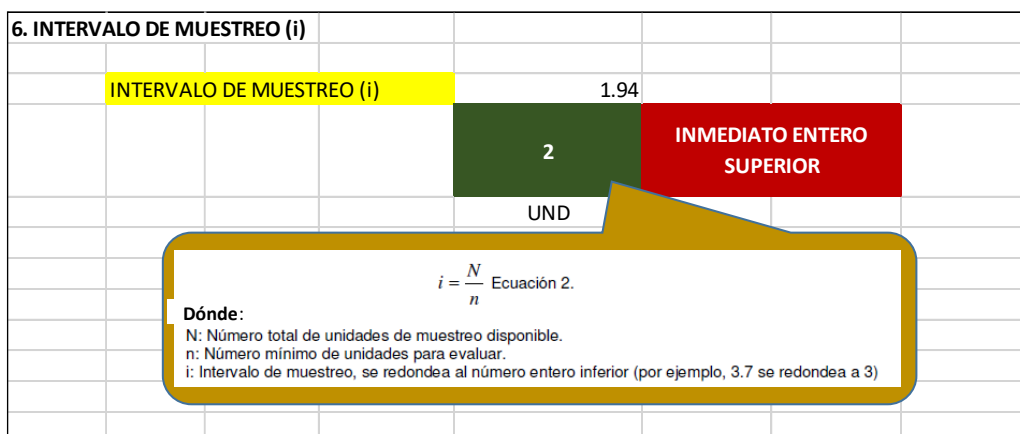 6. INTERVALO DE MUESTREO (i)
INTERVALO DE MUESTREO (i) 1.94
2
INMEDIATO ENTERO
SUPERIOR
UND
i = N/n Ecuación 2.
Dónde:
N: Número total de unidades de muestreo disponible.
n: Número mínimo de unidades para evaluar.
i: Intervalo de muestreo, se redondea al número entero inferior (por ejemplo, 3.7 se redondea a 3)